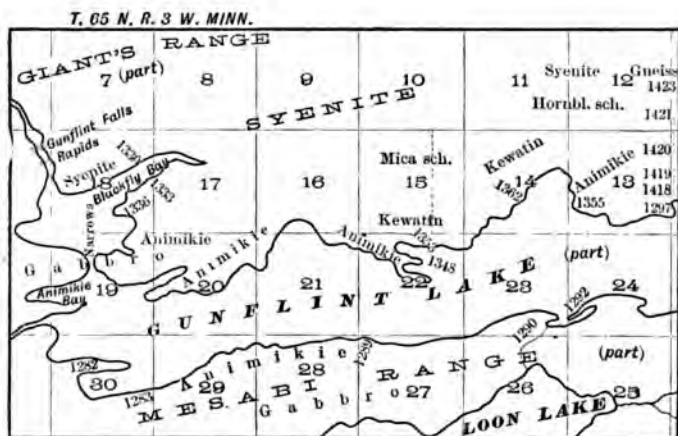 T. 65 N. R. 3 W. MINN.
GIANT'S RANGE
7 (part)
8
9
10
11
Syenite
12
Gneiss
1423
SYENITE
Hornbl. sch.
1421
Gunflint Falls
Rapids
Syenite
1330
Blackfly Bay
1333
1336
17
16
Mica sch.
15
Kewatin
1362
14
Animikie
13
1420
1419
1418
1297
1355
Narrows
Animikie
Kewatin
Gabbro
Animikie
Animikie
1348
(part)
Animikie
Bay
19
20
21
22
23
24
GUNFLINT LAKE
1292
1290
1282
30
1283
Animikie
29
28
MESABI RANGE
(part)
Gabbro
27
26
25
LOON LAKE